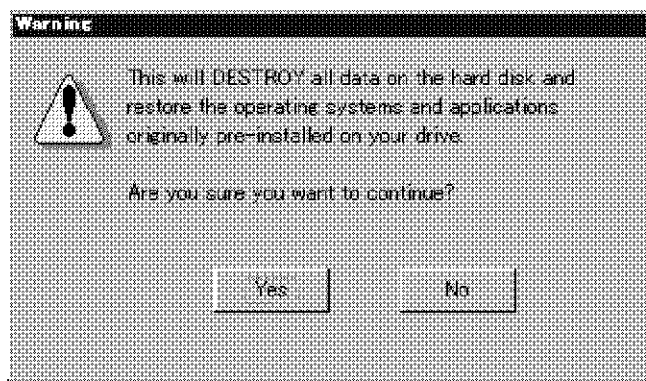 Warning
This will DESTROY all data on the hard disk and
restore the operating systems and applications
originally pre-installed on your drive.
Are you sure you want to continue?
Yes No